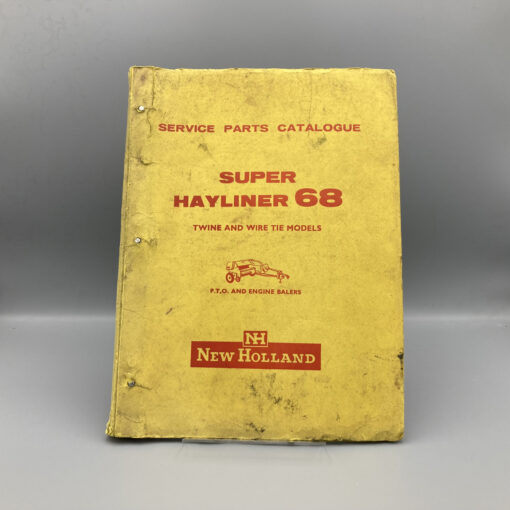 SERVICE PARTS CATALOGUE
SUPER
HAYLINER 68
TWINE AND WIRE TIE MODELS
P.T.O. AND ENGINE BALERS
NH
NEW HOLLAND